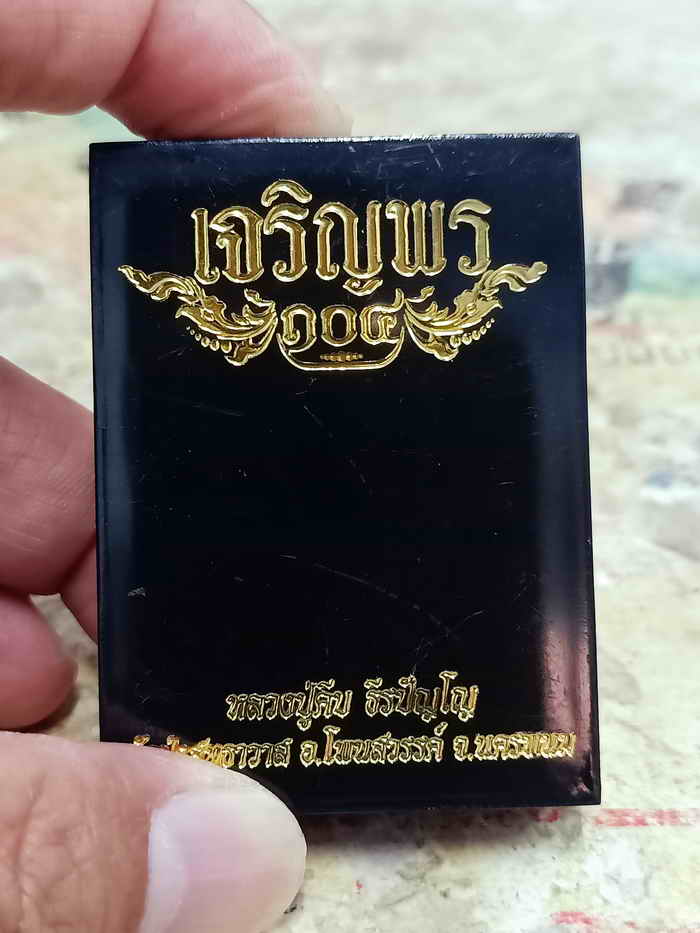 เจริญพร
๑๐๔
หลวงปู่คีบ ธีรปัญโญ
อ.โพนสวรรค์ จ.นครพนม